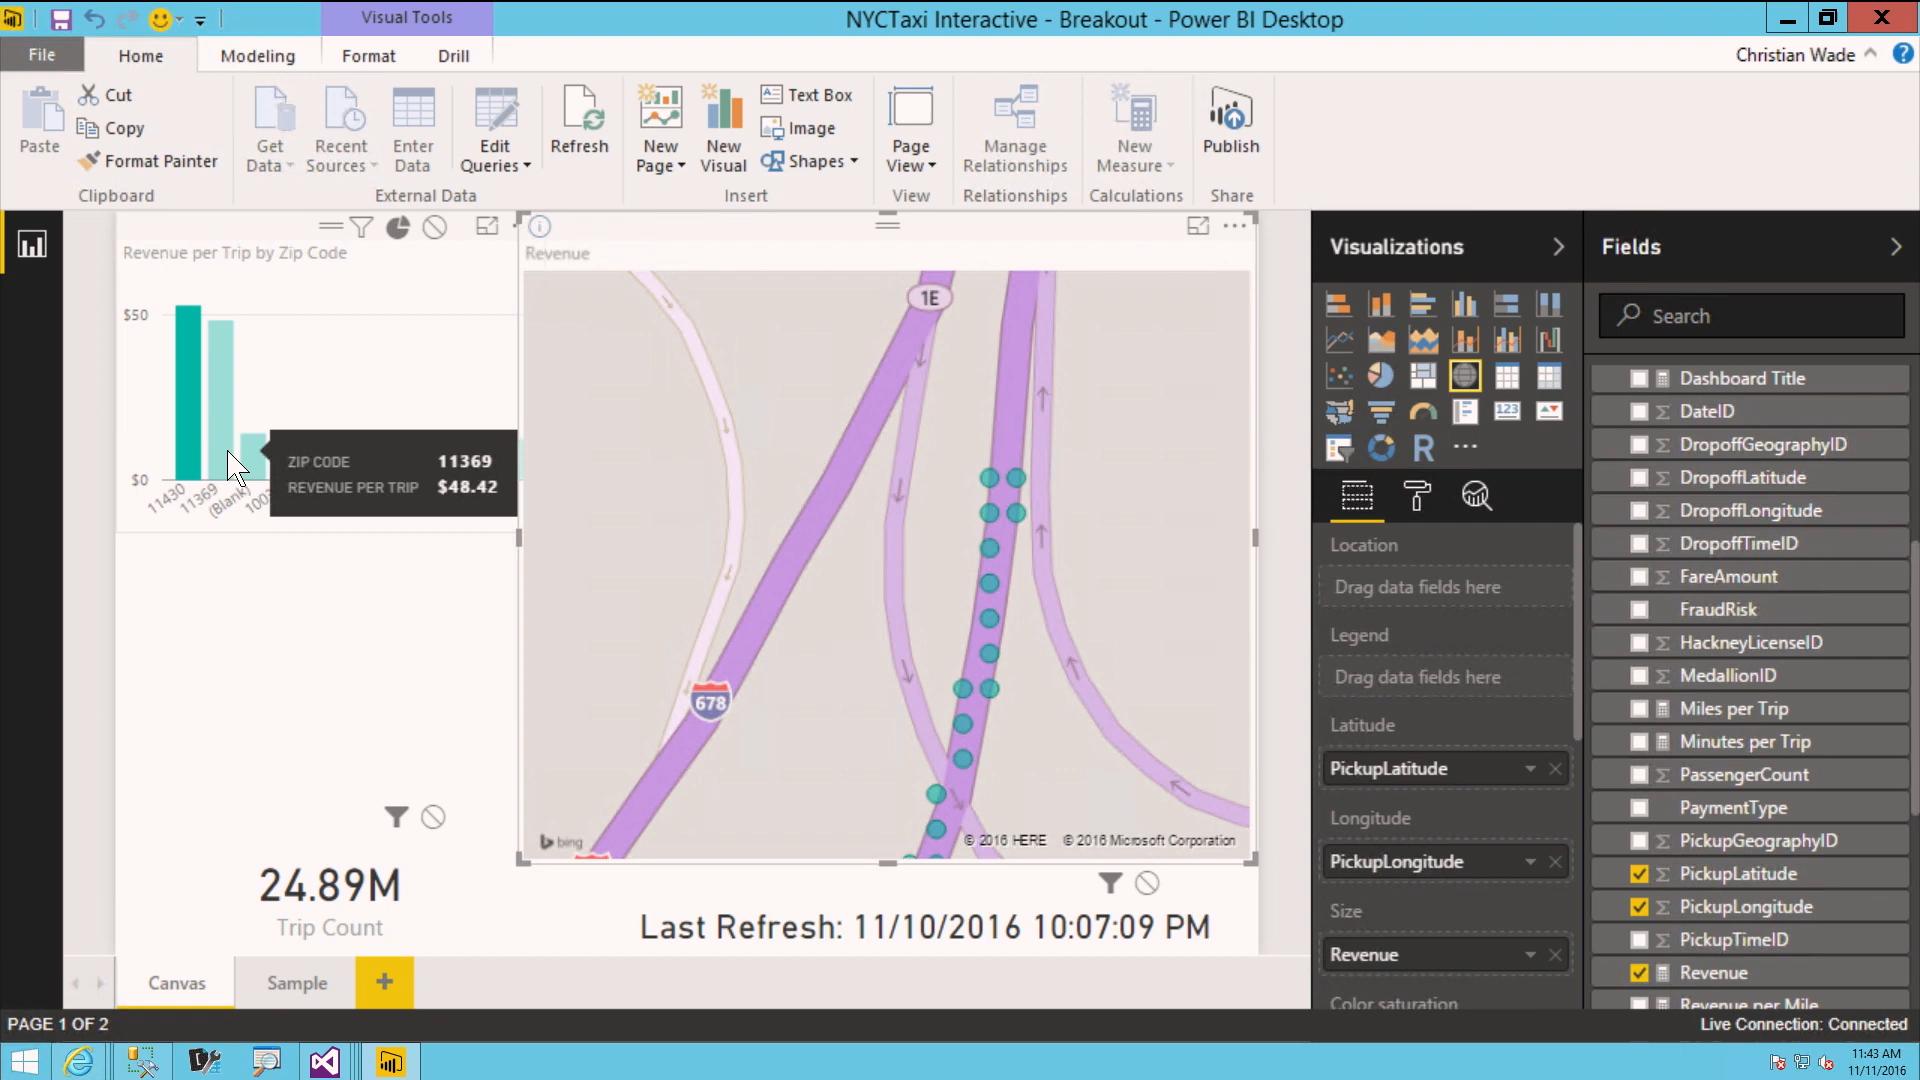 Visual Tools
NYCTaxi Interactive - Breakout - Power BI Desktop
File
Home
Modeling
Format
Drill
Christian Wade
Paste
Cut
Copy
Format Painter
Clipboard
Get Data
Recent Sources
Enter Data
External Data
Edit Queries
Refresh
New Page
New Visual
Text Box
Image
Shapes
Insert
Page View
View
Manage Relationships
Relationships
New Measure
Calculations
Publish
Share
Revenue per Trip by Zip Code
$50
$0
11430
11369
(Blank)
ZIP CODE 11369
REVENUE PER TRIP $48.42
Revenue
1E
678
bing
© 2016 HERE © 2016 Microsoft Corporation
24.89M
Trip Count
Last Refresh: 11/10/2016 10:07:09 PM
Canvas
Sample
PAGE 1 OF 2
Visualizations
123
R
Location
Drag data fields here
Legend
Drag data fields here
Latitude
PickupLatitude
Longitude
PickupLongitude
Size
Revenue
Color saturation
Fields
Search
Dashboard Title
DateID
DropoffGeographyID
DropoffLatitude
DropoffLongitude
DropoffTimeID
FareAmount
FraudRisk
HackneyLicenseID
MedallionID
Miles per Trip
Minutes per Trip
PassengerCount
PaymentType
PickupGeographyID
PickupLatitude
PickupLongitude
PickupTimeID
Revenue
Revenue per Mile
Live Connection: Connected
11:43 AM
11/11/2016